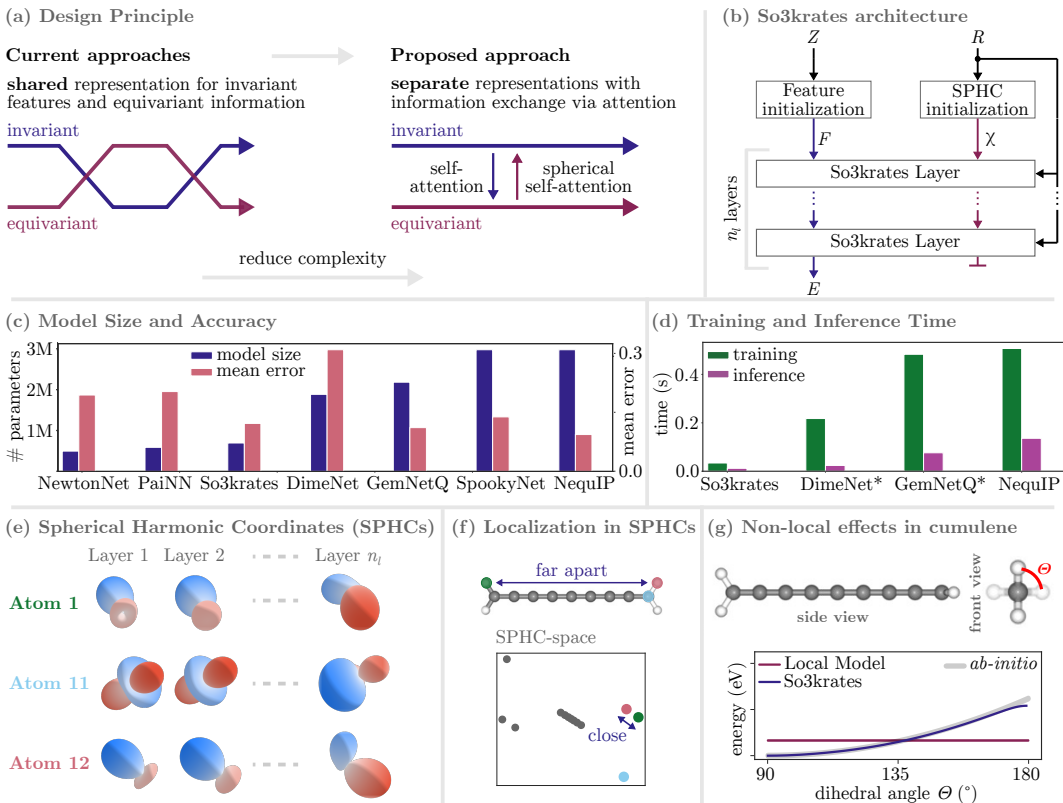 (a) Design Principle
Current approaches
Proposed approach
shared representation for invariant
features and equivariant information
separate representations with
information exchange via attention
invariant
equivariant
invariant
self-
attention
spherical
self-attention
equivariant
reduce complexity
(b) So3krates architecture
Z
R
Feature
initialization
SPHC
initialization
F
χ
So3krates Layer
So3krates Layer
n_l layers
E
(c) Model Size and Accuracy
# parameters
3M
2M
1M
model size
mean error
0.3
0.0
mean error
NewtonNet PaiNN So3krates DimeNet GemNetQ SpookyNet NequIP
(d) Training and Inference Time
time (s)
0.4
0.2
0.0
training
inference
So3krates DimeNet* GemNetQ* NequIP
(e) Spherical Harmonic Coordinates (SPHCs)
Layer 1 Layer 2 Layer n_l
Atom 1
Atom 11
Atom 12
(f) Localization in SPHCs
far apart
SPHC-space
close
(g) Non-local effects in cumulene
side view
front view
Θ
energy (eV)
Local Model
So3krates
ab-initio
90 135 180
dihedral angle Θ (°)